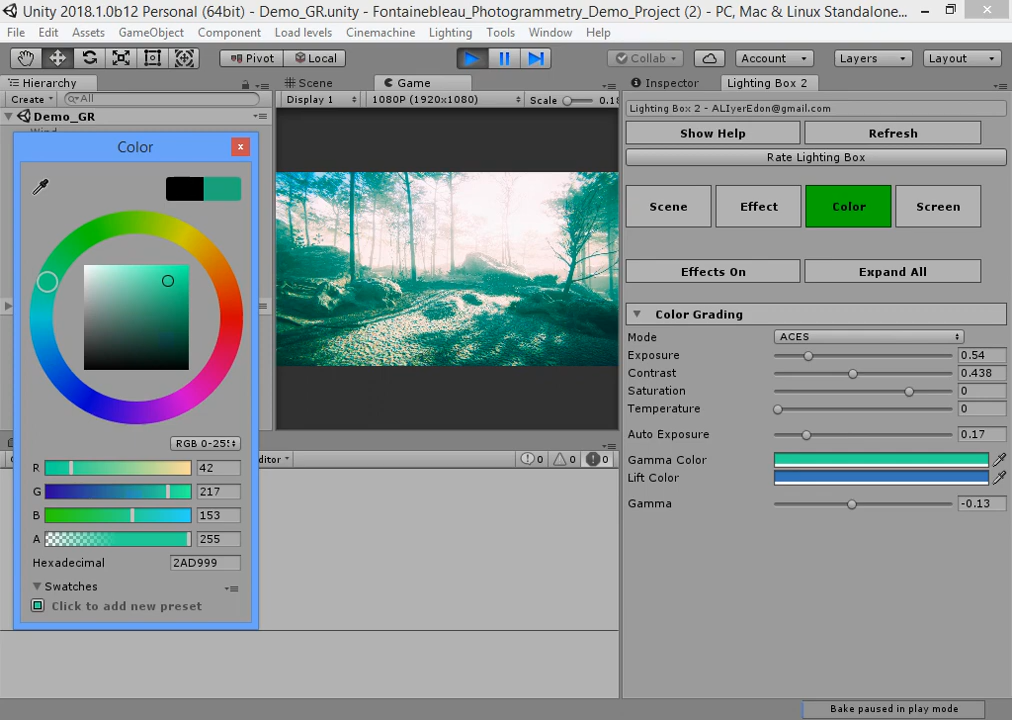 Unity 2018.1.0b12 Personal (64bit) - Demo_GR.unity - Fontainebleau_Photogrammetry_Demo_Project (2) - PC, Mac & Linux Standalone...
File Edit Assets GameObject Component Load levels Cinemachine Lighting Tools Window Help
Pivot Local Collab Account Layers Layout
Hierarchy
Create All
Demo_GR
Color
RGB 0-255
R 42
G 217
B 153
A 255
Hexadecimal 2AD999
Swatches
Click to add new preset
Scene Game
Display 1 1080P (1920x1080) Scale 0.18
0 0 0
Inspector Lighting Box 2
Lighting Box 2 - ALIyerEdon@gmail.com
Show Help Refresh
Rate Lighting Box
Scene Effect Color Screen
Effects On Expand All
Color Grading
Mode ACES
Exposure 0.54
Contrast 0.438
Saturation 0
Temperature 0
Auto Exposure 0.17
Gamma Color
Lift Color
Gamma -0.13
Bake paused in play mode